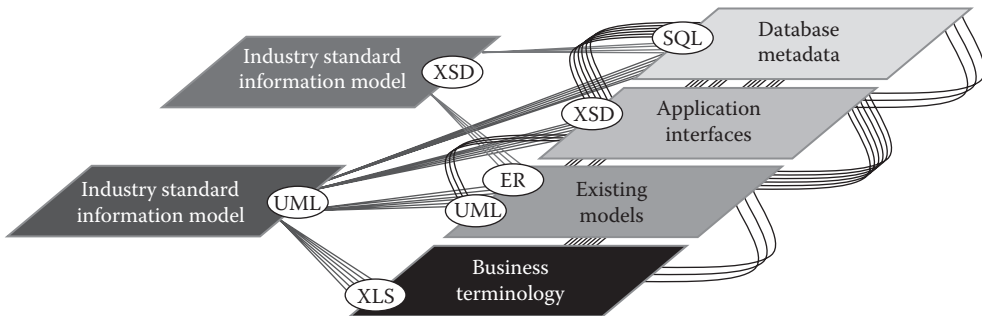 Industry standard
information model
XSD
Industry standard
information model
UML
SQL
Database
metadata
XSD
Application
interfaces
ER
UML
Existing
models
XLS
Business
terminology